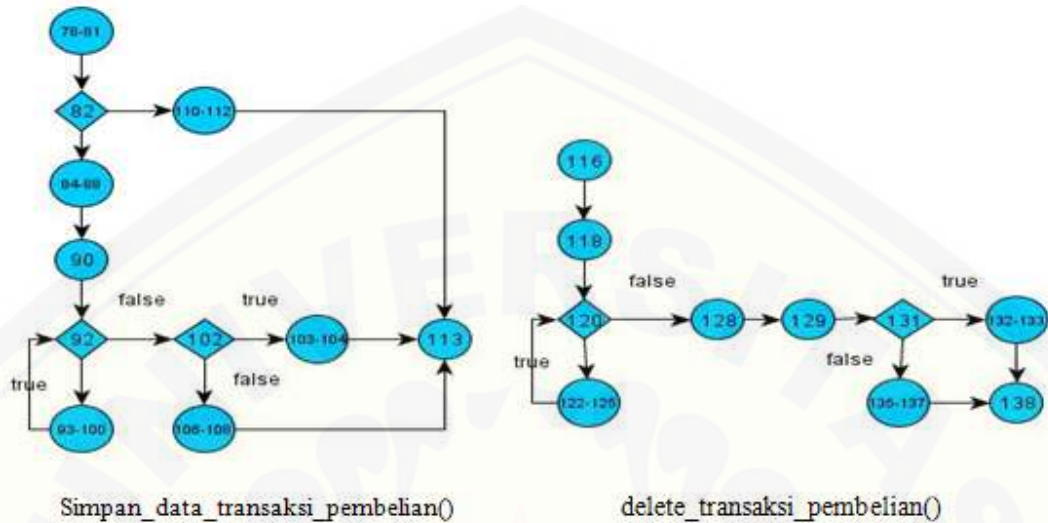 78-81
82
110-112
84-88
90
false
true
92
102
103-104
113
true
false
93-100
106-108
Simpan_data_transaksi_pembelian()
116
118
false
true
120
128
129
131
132-133
true
false
122-125
135-137
138
delete_transaksi_pembelian()
UNIVERSITAS